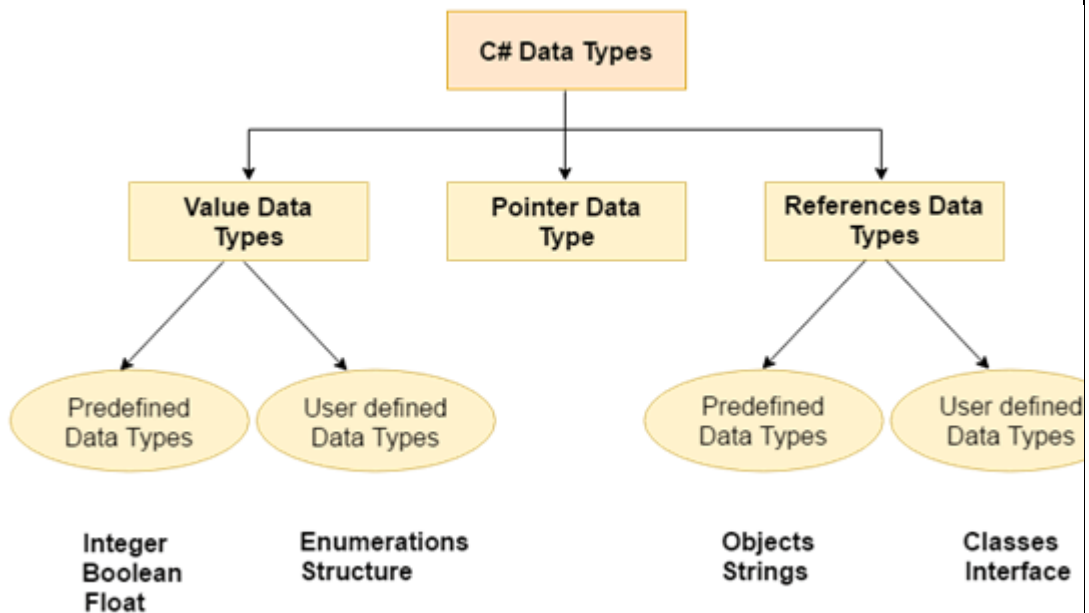 C# Data Types
Value Data
Types
Pointer Data
Type
References Data
Types
Predefined
Data Types
User defined
Data Types
Predefined
Data Types
User defined
Data Types
Integer
Boolean
Float
Enumerations
Structure
Objects
Strings
Classes
Interface